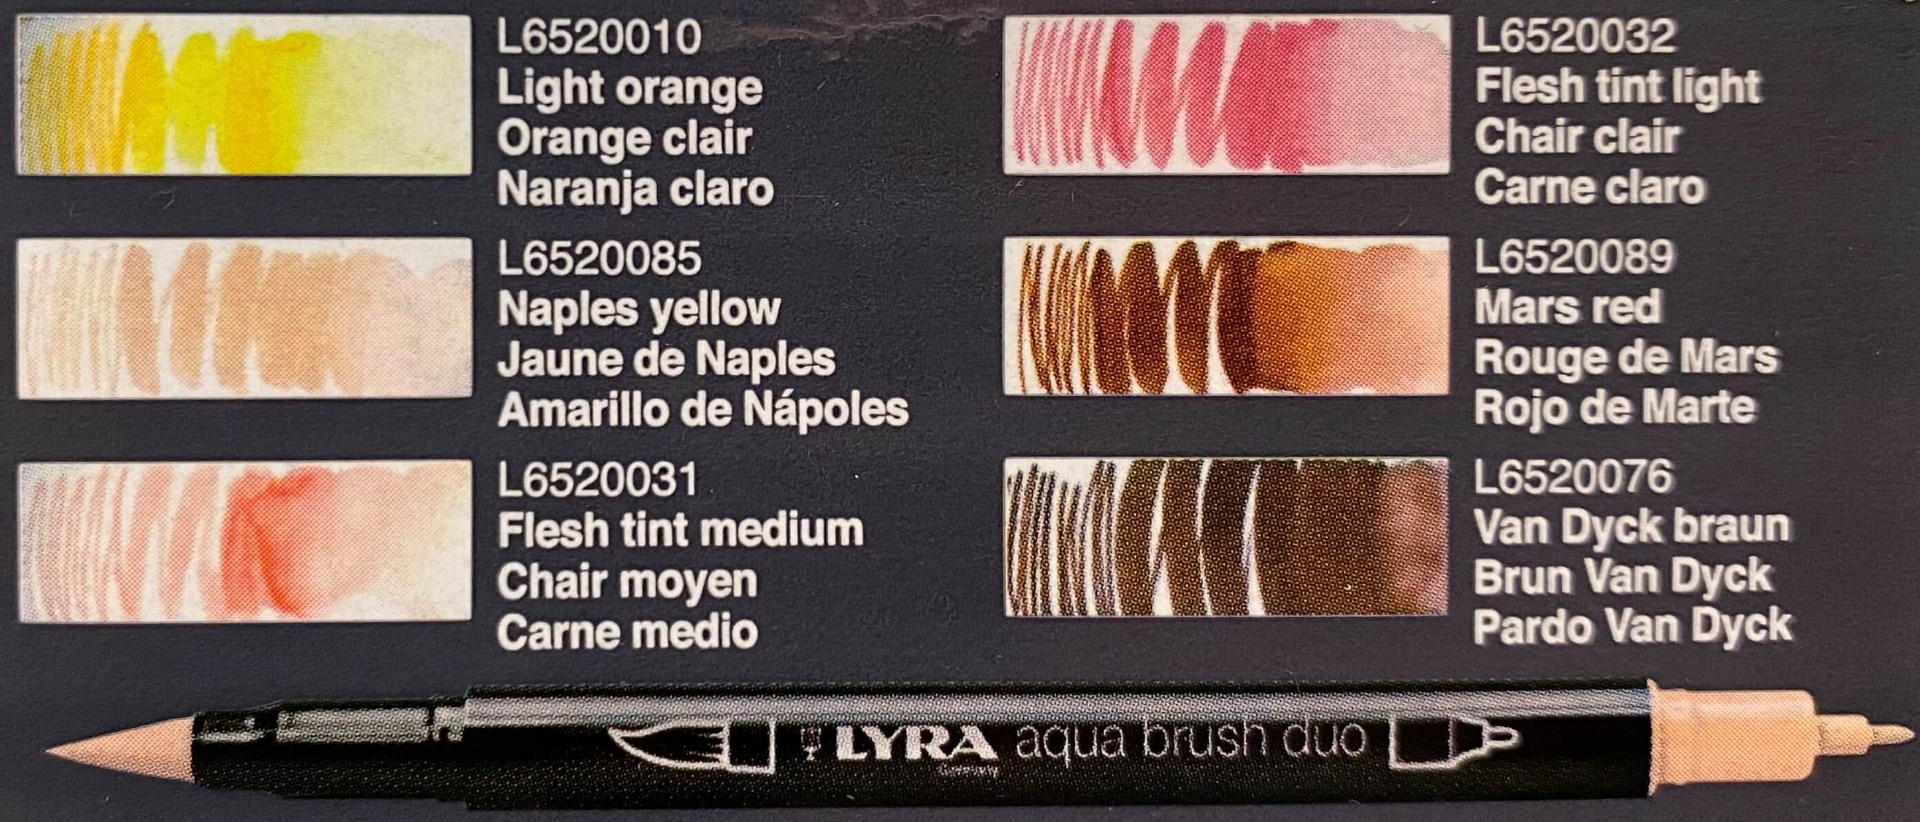 L6520010
Light orange
Orange clair
Naranja claro
L6520085
Naples yellow
Jaune de Naples
Amarillo de Nápoles
L6520031
Flesh tint medium
Chair moyen
Carne medio
L6520032
Flesh tint light
Chair clair
Carne claro
L6520089
Mars red
Rouge de Mars
Rojo de Marte
L6520076
Van Dyck braun
Brun Van Dyck
Pardo Van Dyck
LYRA aqua brush duo
Germany